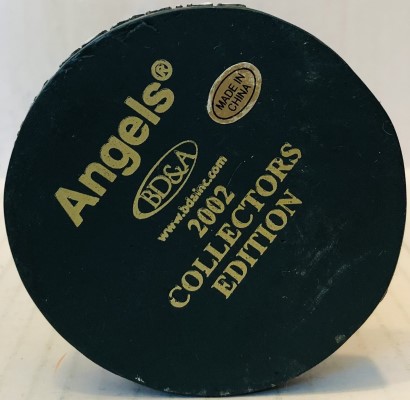 Angels®
BD&A
www.bdainc.com
2002
COLLECTORS
EDITION
MADE IN
CHINA